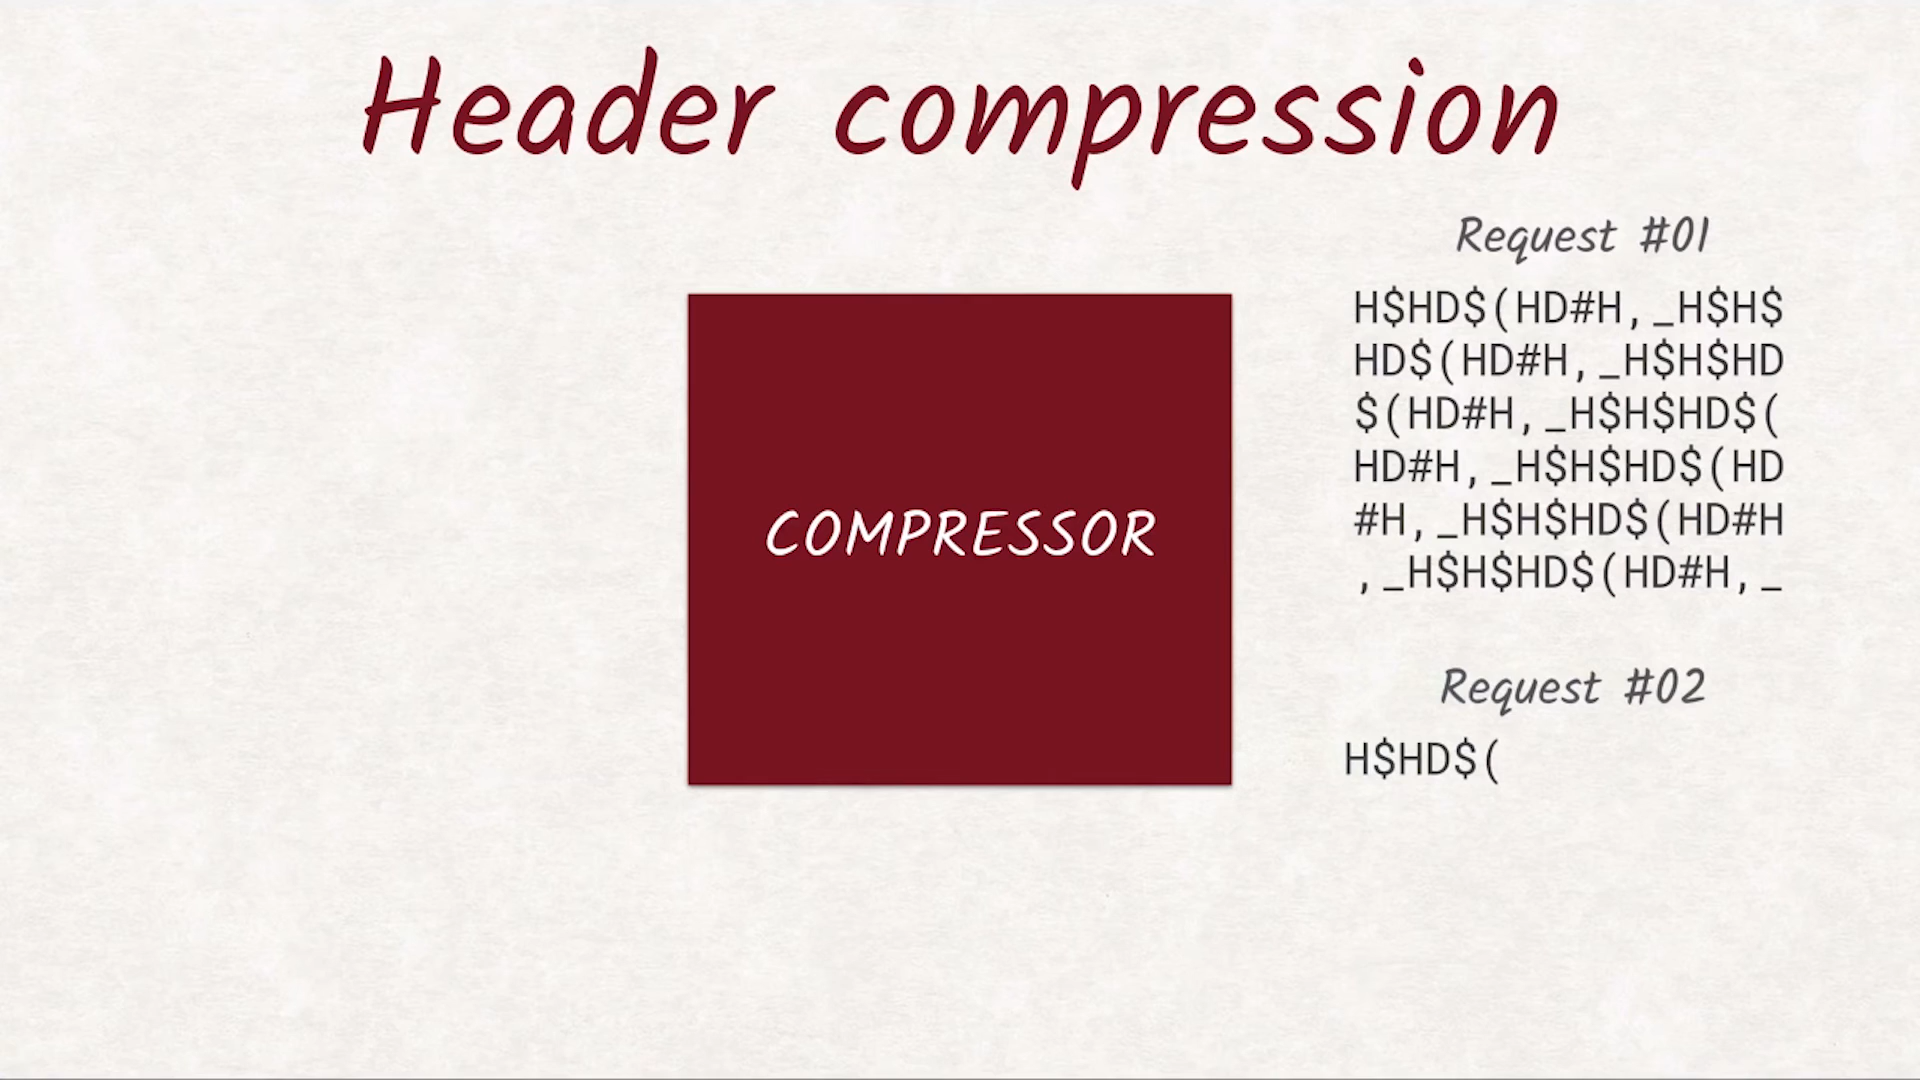 Header compression
COMPRESSOR
Request #01
H$HD$(HD#H,_H$H$
HD$(HD#H,_H$H$HD
$(HD#H,_H$H$HD$(
HD#H,_H$H$HD$(HD
#H,_H$H$HD$(HD#H
,_H$H$HD$(HD#H,_
Request #02
H$HD$(